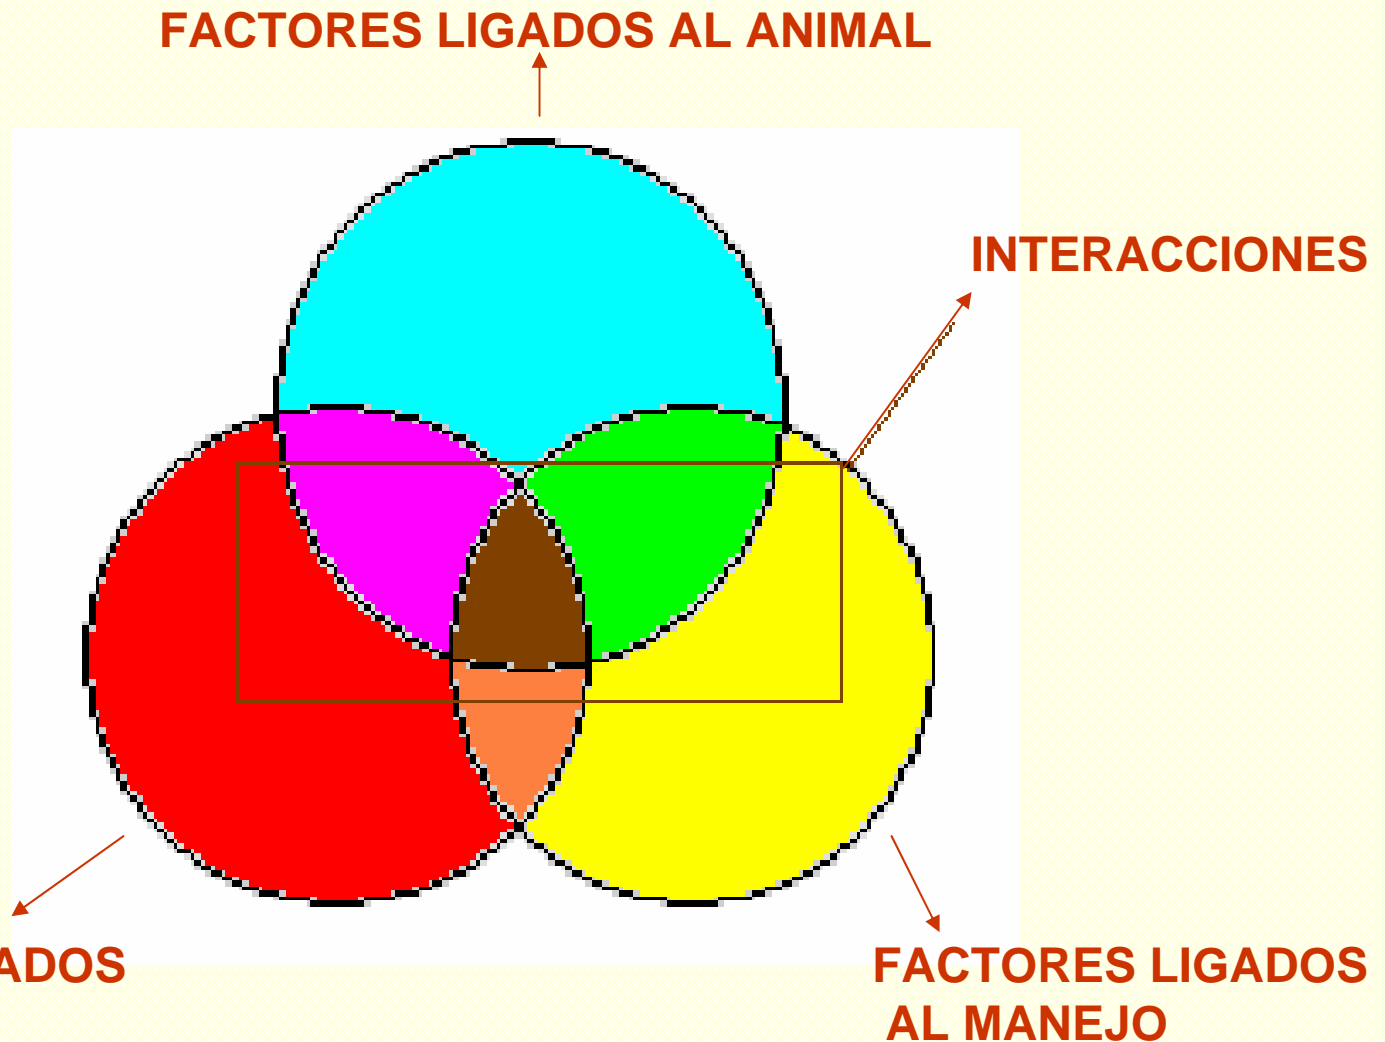 FACTORES LIGADOS AL ANIMAL
INTERACCIONES
ADOS
FACTORES LIGADOS
AL MANEJO